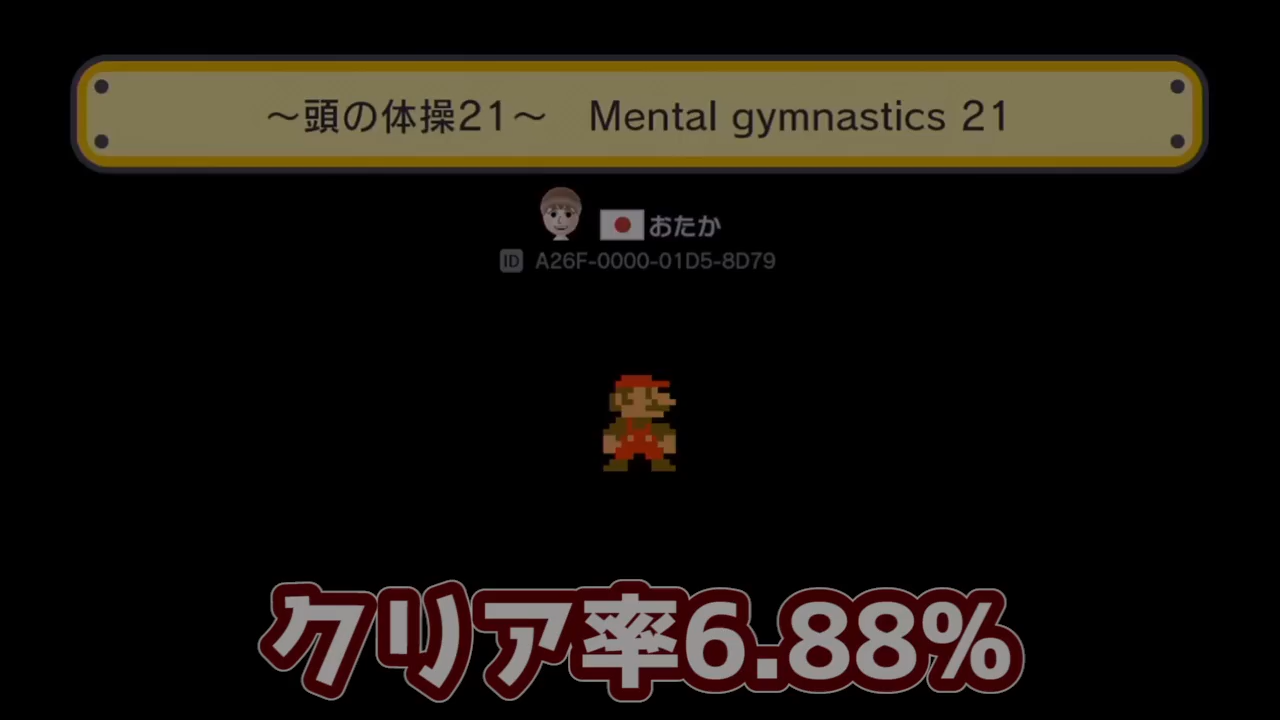 ～頭の体操21～　Mental gymnastics 21
おたか
ID A26F-0000-01D5-8D79
クリア率6.88%